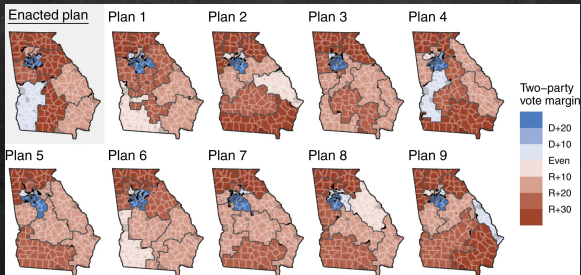 Enacted plan
Plan 1
Plan 2
Plan 3
Plan 4
Two-party
vote margin
D+20
D+10
Even
R+10
R+20
R+30
Plan 5
Plan 6
Plan 7
Plan 8
Plan 9